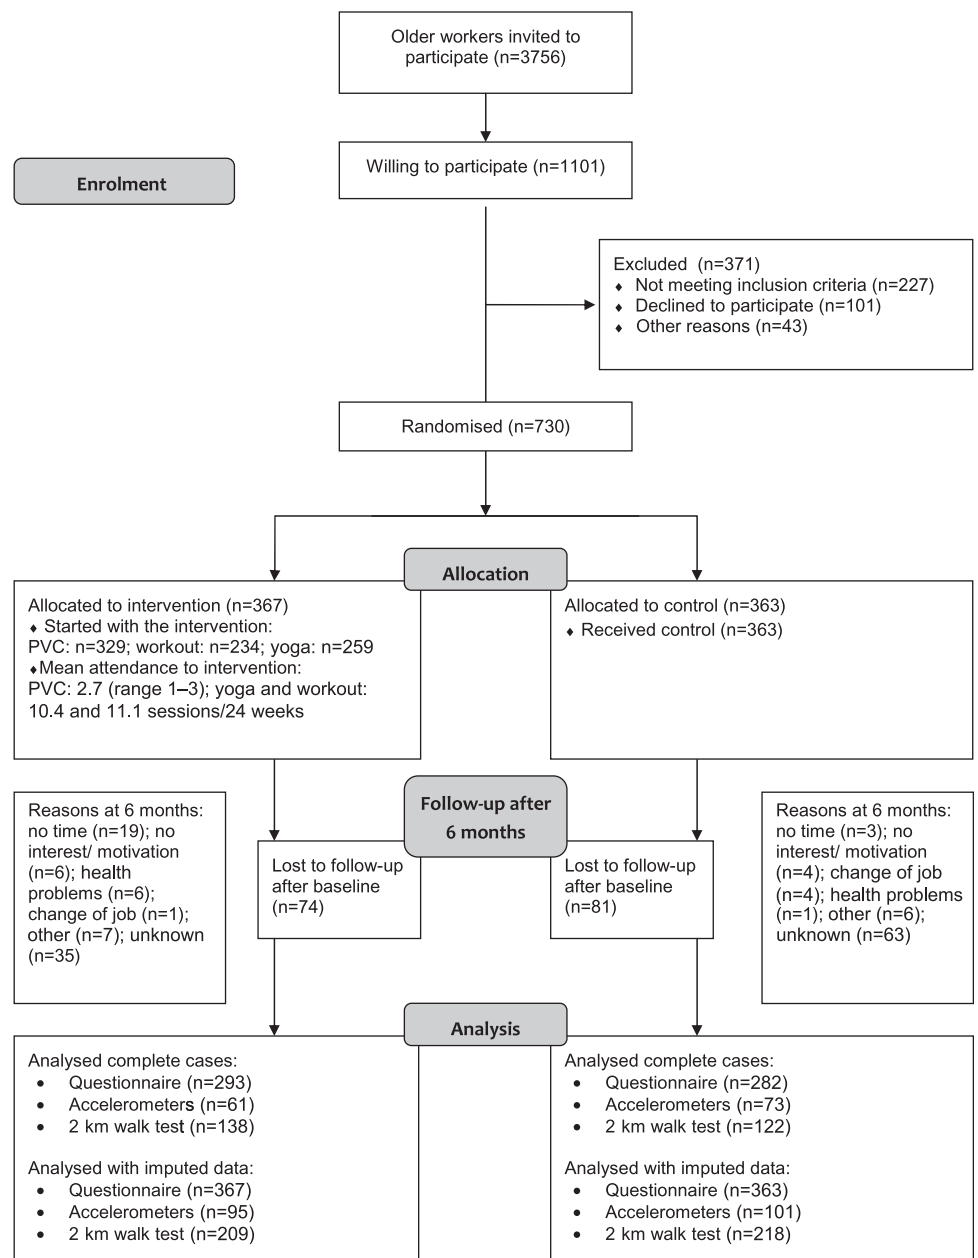 Older workers invited to
participate (n=3756)
Willing to participate (n=1101)
Enrolment
Excluded (n=371)
♦ Not meeting inclusion criteria (n=227)
♦ Declined to participate (n=101)
♦ Other reasons (n=43)
Randomised (n=730)
Allocation
Allocated to intervention (n=367)
♦ Started with the intervention:
PVC: n=329; workout: n=234; yoga: n=259
♦Mean attendance to intervention:
PVC: 2.7 (range 1–3); yoga and workout:
10.4 and 11.1 sessions/24 weeks
Allocated to control (n=363)
♦ Received control (n=363)
Follow-up after
6 months
Reasons at 6 months:
no time (n=19); no
interest/ motivation
(n=6); health
problems (n=6);
change of job (n=1);
other (n=7); unknown
(n=35)
Lost to follow-up
after baseline
(n=74)
Lost to follow-up
after baseline
(n=81)
Reasons at 6 months:
no time (n=3); no
interest/ motivation
(n=4); change of job
(n=4); health problems
(n=1); other (n=6);
unknown (n=63)
Analysis
Analysed complete cases:
• Questionnaire (n=293)
• Accelerometers (n=61)
• 2 km walk test (n=138)
Analysed with imputed data:
• Questionnaire (n=367)
• Accelerometers (n=95)
• 2 km walk test (n=209)
Analysed complete cases:
• Questionnaire (n=282)
• Accelerometers (n=73)
• 2 km walk test (n=122)
Analysed with imputed data:
• Questionnaire (n=363)
• Accelerometers (n=101)
• 2 km walk test (n=218)